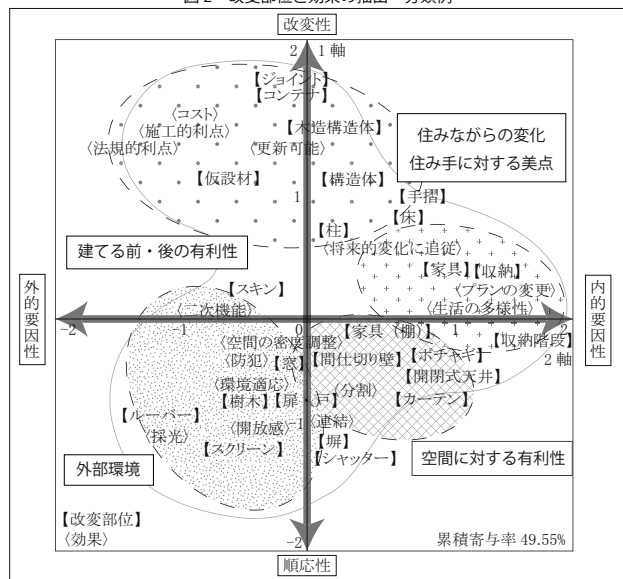 図2 改変部位と効果の抽出・分類例
改変性
2 1 軸
【ジョイント】
【コンテナ】
〈コスト〉
〈施工的利点〉
【木造構造体】
〈法規的利点〉
〈更新可能〉
住みながらの変化
住み手に対する美点
【仮設材】
【構造体】
1
【手摺】
【床】
【柱】
〈将来的変化に追従〉
建てる前・後の有利性
【家具】
【収納】
〈プランの変更〉
【スキン】
〈二次機能〉
〈生活の多様性〉
外的要因性
内的要因性
-2
-1
0
1
2
2 軸
【家具（棚）】
【収納階段】
〈空間の密度調整〉
〈防犯〉
【窓】
【間仕切り壁】
【ポチャギ】
【開閉式天井】
〈環境適応〉
〈分割〉
【樹木】
【扉・戸】
【カーテン】
【ルーバー】
〈採光〉
〈開放感〉
-1
〈連結〉
【塀】
【スクリーン】
【シャッター】
外部環境
空間に対する有利性
【改変部位】
〈効果〉
-2
累積寄与率 49.55%
順応性